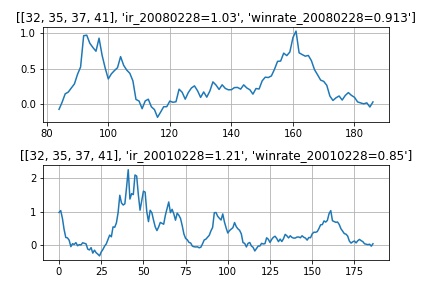 [[32, 35, 37, 41], 'ir_20080228=1.03', 'winrate_20080228=0.913']
1.0
0.5
0.0
80 100 120 140 160 180
[[32, 35, 37, 41], 'ir_20010228=1.21', 'winrate_20010228=0.85']
2
1
0
0 25 50 75 100 125 150 175